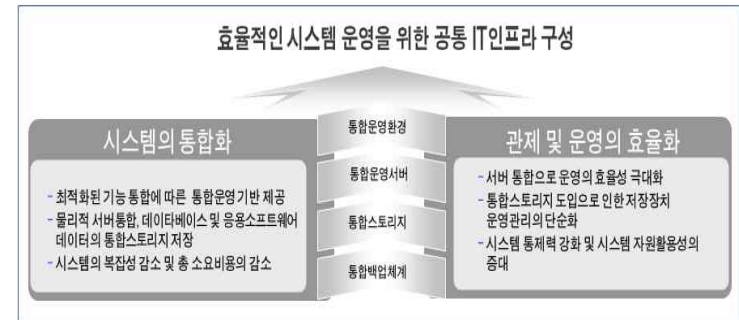 효율적인 시스템 운영을 위한 공통 IT인프라 구성
시스템의 통합화
- 최적화된 기능 통합에 따른 통합운영기반 제공
- 물리적 서버통합, 데이타베이스 및 응용소프트웨어
데이터의 통합스토리지 저장
- 시스템의 복잡성 감소 및 총 소요비용의 감소
통합운영환경
통합운영서버
통합스토리지
통합백업체계
관제 및 운영의 효율화
- 서버 통합으로 운영의 효율성 극대화
- 통합스토리지 도입으로 인한 저장장치
운영관리의 단순화
- 시스템 통제력 강화 및 시스템 자원활용성의
증대